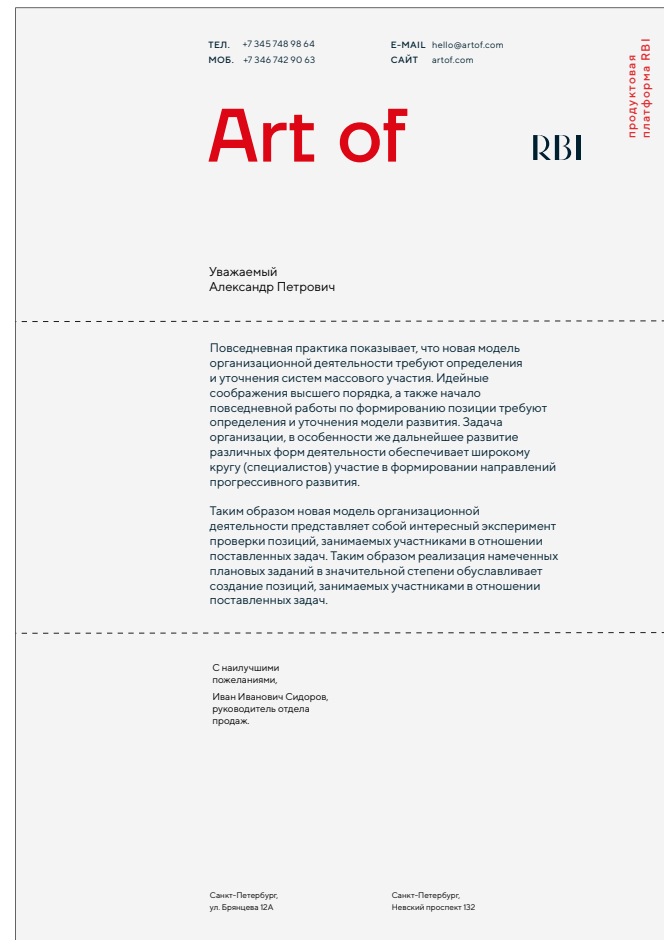 ТЕЛ. +7 345 748 98 64
МОБ. +7 346 742 90 63
E-MAIL hello@artof.com
САЙТ artof.com
продуктовая
платформа RBI
Art of
RBI
Уважаемый
Александр Петрович
Повседневная практика показывает, что новая модель
организационной деятельности требуют определения
и уточнения систем массового участия. Идейные
соображения высшего порядка, а также начало
повседневной работы по формированию позиции требуют
определения и уточнения модели развития. Задача
организации, в особенности же дальнейшее развитие
различных форм деятельности обеспечивает широкому
кругу (специалистов) участие в формировании направлений
прогрессивного развития.
Таким образом новая модель организационной
деятельности представляет собой интересный эксперимент
проверки позиций, занимаемых участниками в отношении
поставленных задач. Таким образом реализация намеченных
плановых заданий в значительной степени обуславливает
создание позиций, занимаемых участниками в отношении
поставленных задач.
С наилучшими
пожеланиями,
Иван Иванович Сидоров,
руководитель отдела
продаж.
Санкт-Петербург,
ул. Брянцева 12А
Санкт-Петербург,
Невский проспект 132